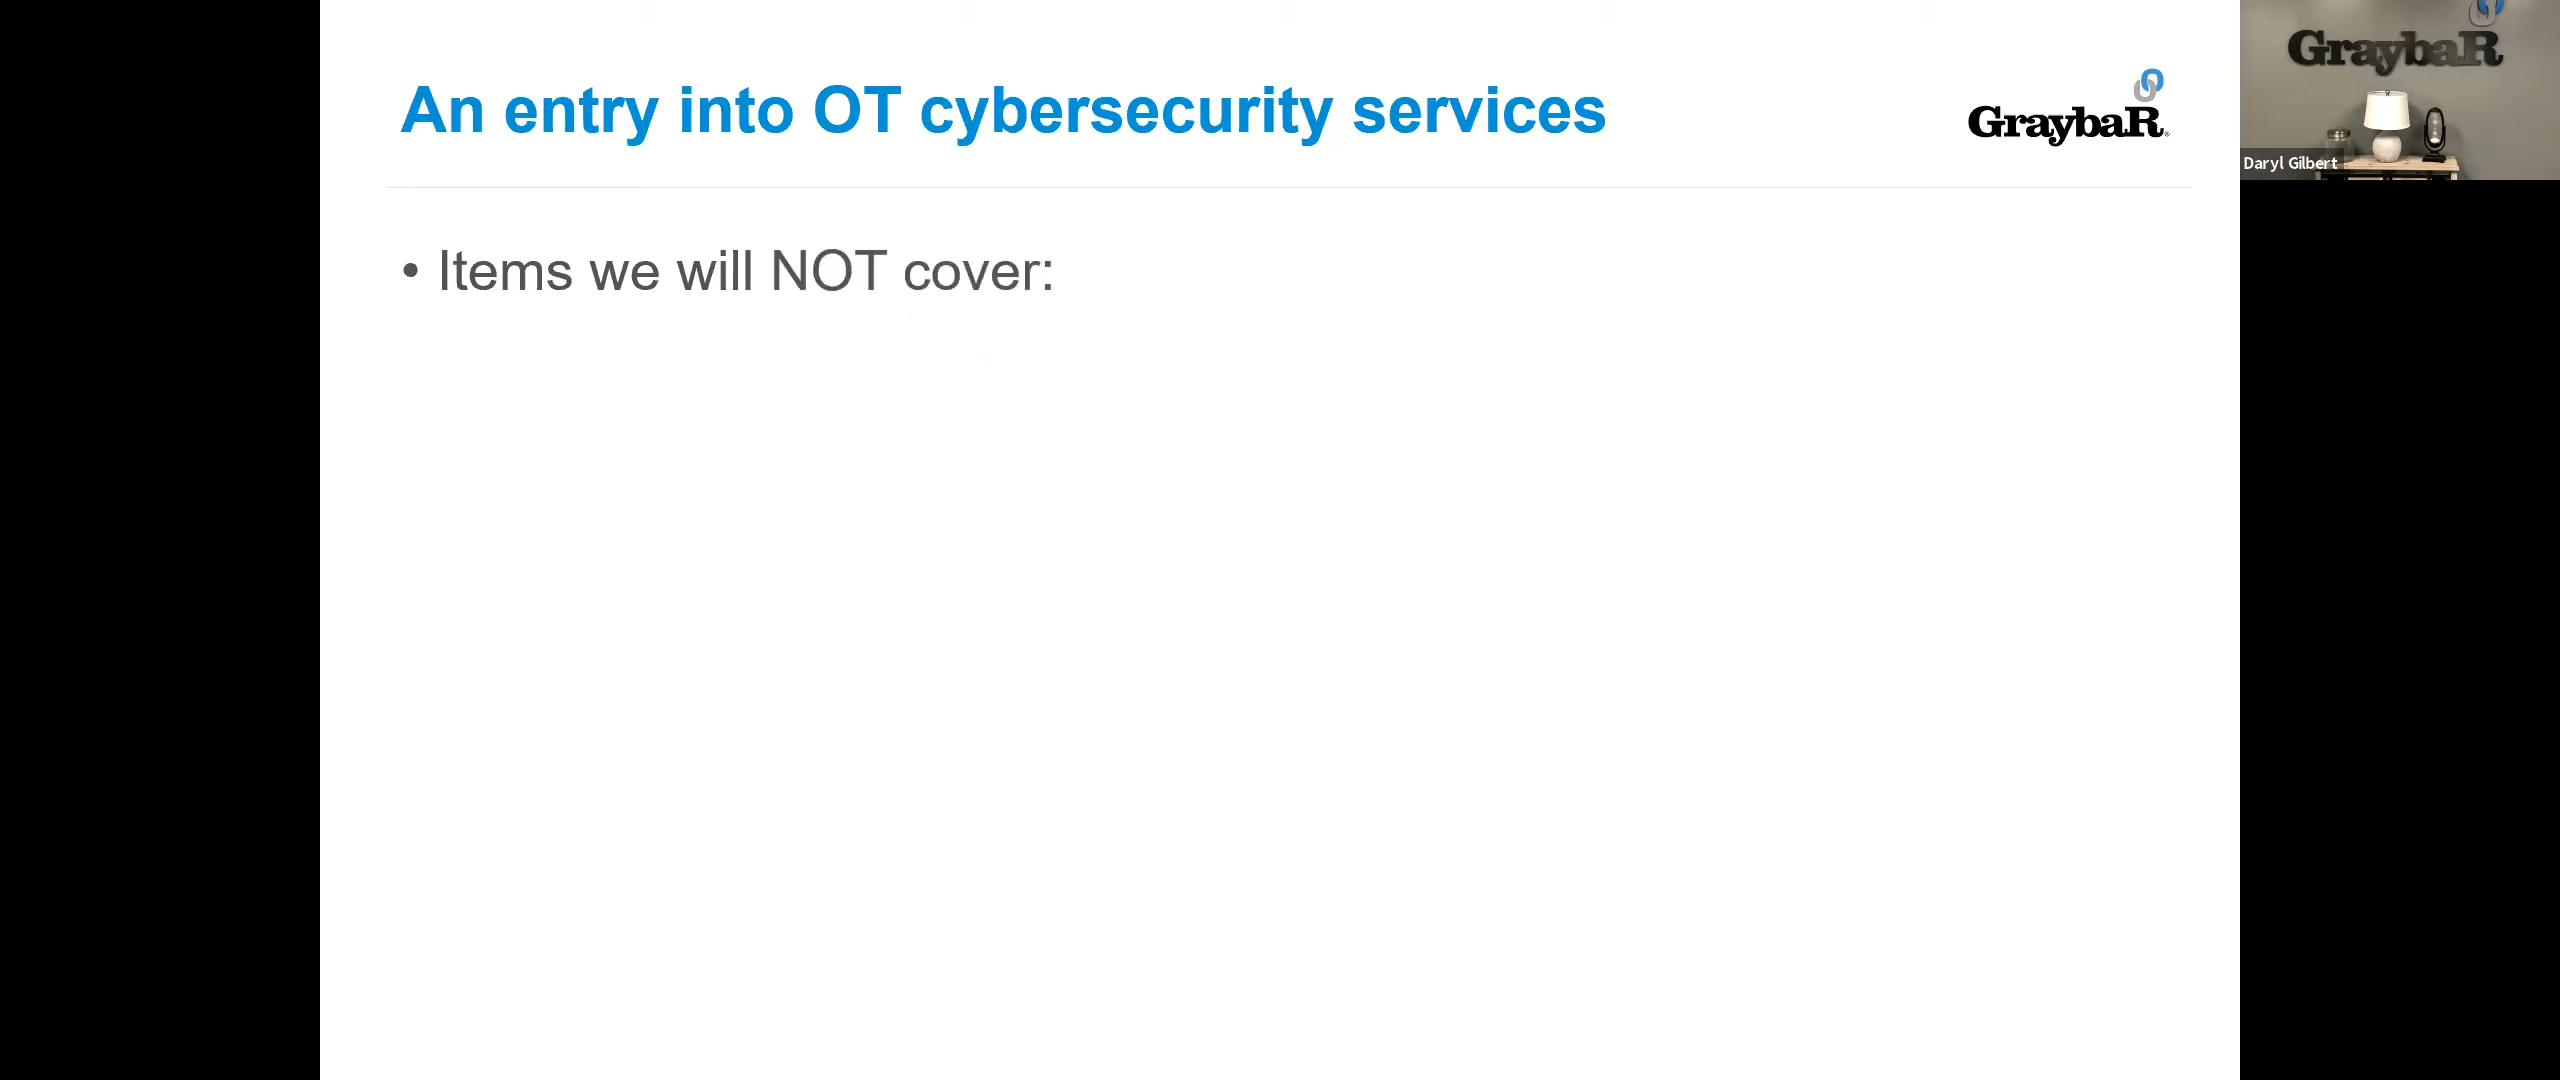 An entry into OT cybersecurity services
GraybaR®
• Items we will NOT cover:
GraybaR
Daryl Gilbert